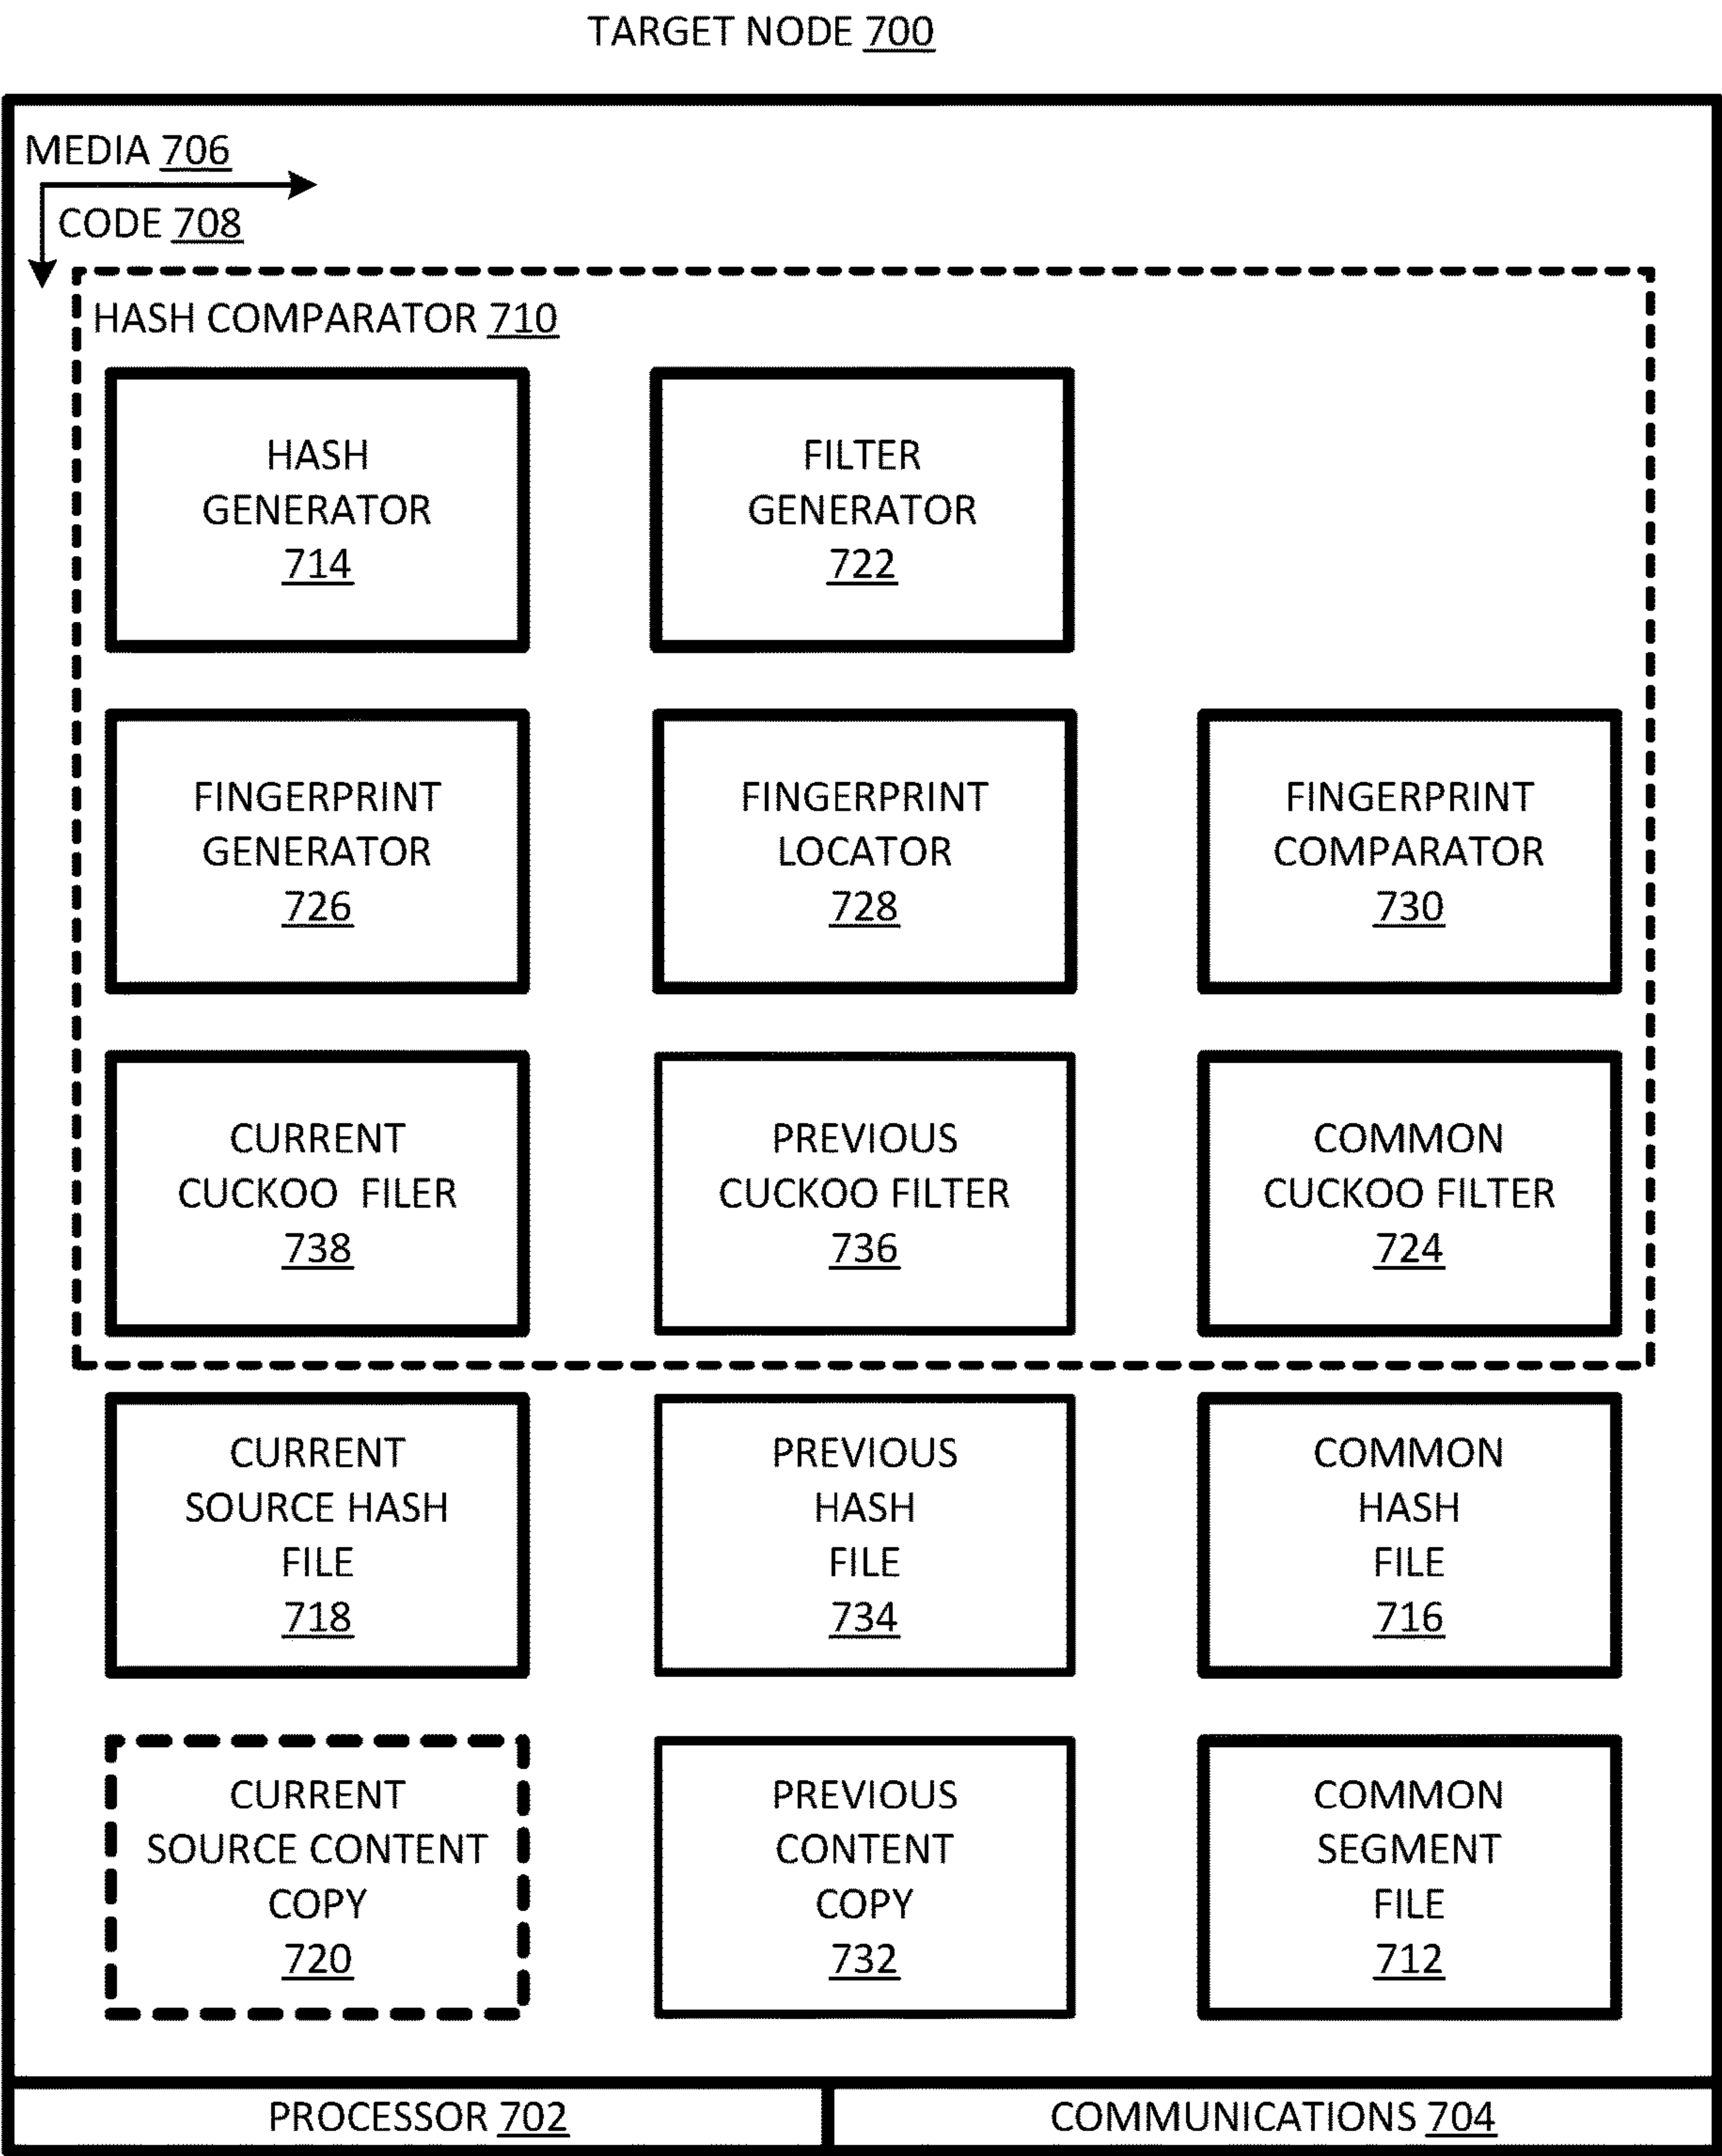 TARGET NODE 700
MEDIA 706
CODE 708
HASH COMPARATOR 710
HASH
GENERATOR
714
FILTER
GENERATOR
722
FINGERPRINT
GENERATOR
726
FINGERPRINT
LOCATOR
728
FINGERPRINT
COMPARATOR
730
CURRENT
CUCKOO FILER
738
PREVIOUS
CUCKOO FILTER
736
COMMON
CUCKOO FILTER
724
CURRENT
SOURCE HASH
FILE
718
PREVIOUS
HASH
FILE
734
COMMON
HASH
FILE
716
CURRENT
SOURCE CONTENT
COPY
720
PREVIOUS
CONTENT
COPY
732
COMMON
SEGMENT
FILE
712
PROCESSOR 702
COMMUNICATIONS 704